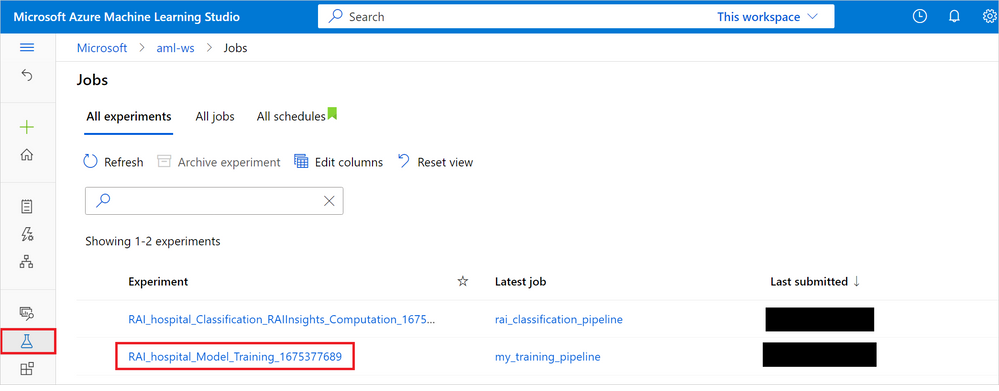 Microsoft Azure Machine Learning Studio
Search
This workspace
Microsoft > aml-ws > Jobs
Jobs
All experiments
All jobs
All schedules
Refresh
Archive experiment
Edit columns
Reset view
Showing 1-2 experiments
Experiment
Latest job
Last submitted ↓
RAI_hospital_Classification_RAIInsights_Computation_1675...
rai_classification_pipeline
RAI_hospital_Model_Training_1675377689
my_training_pipeline